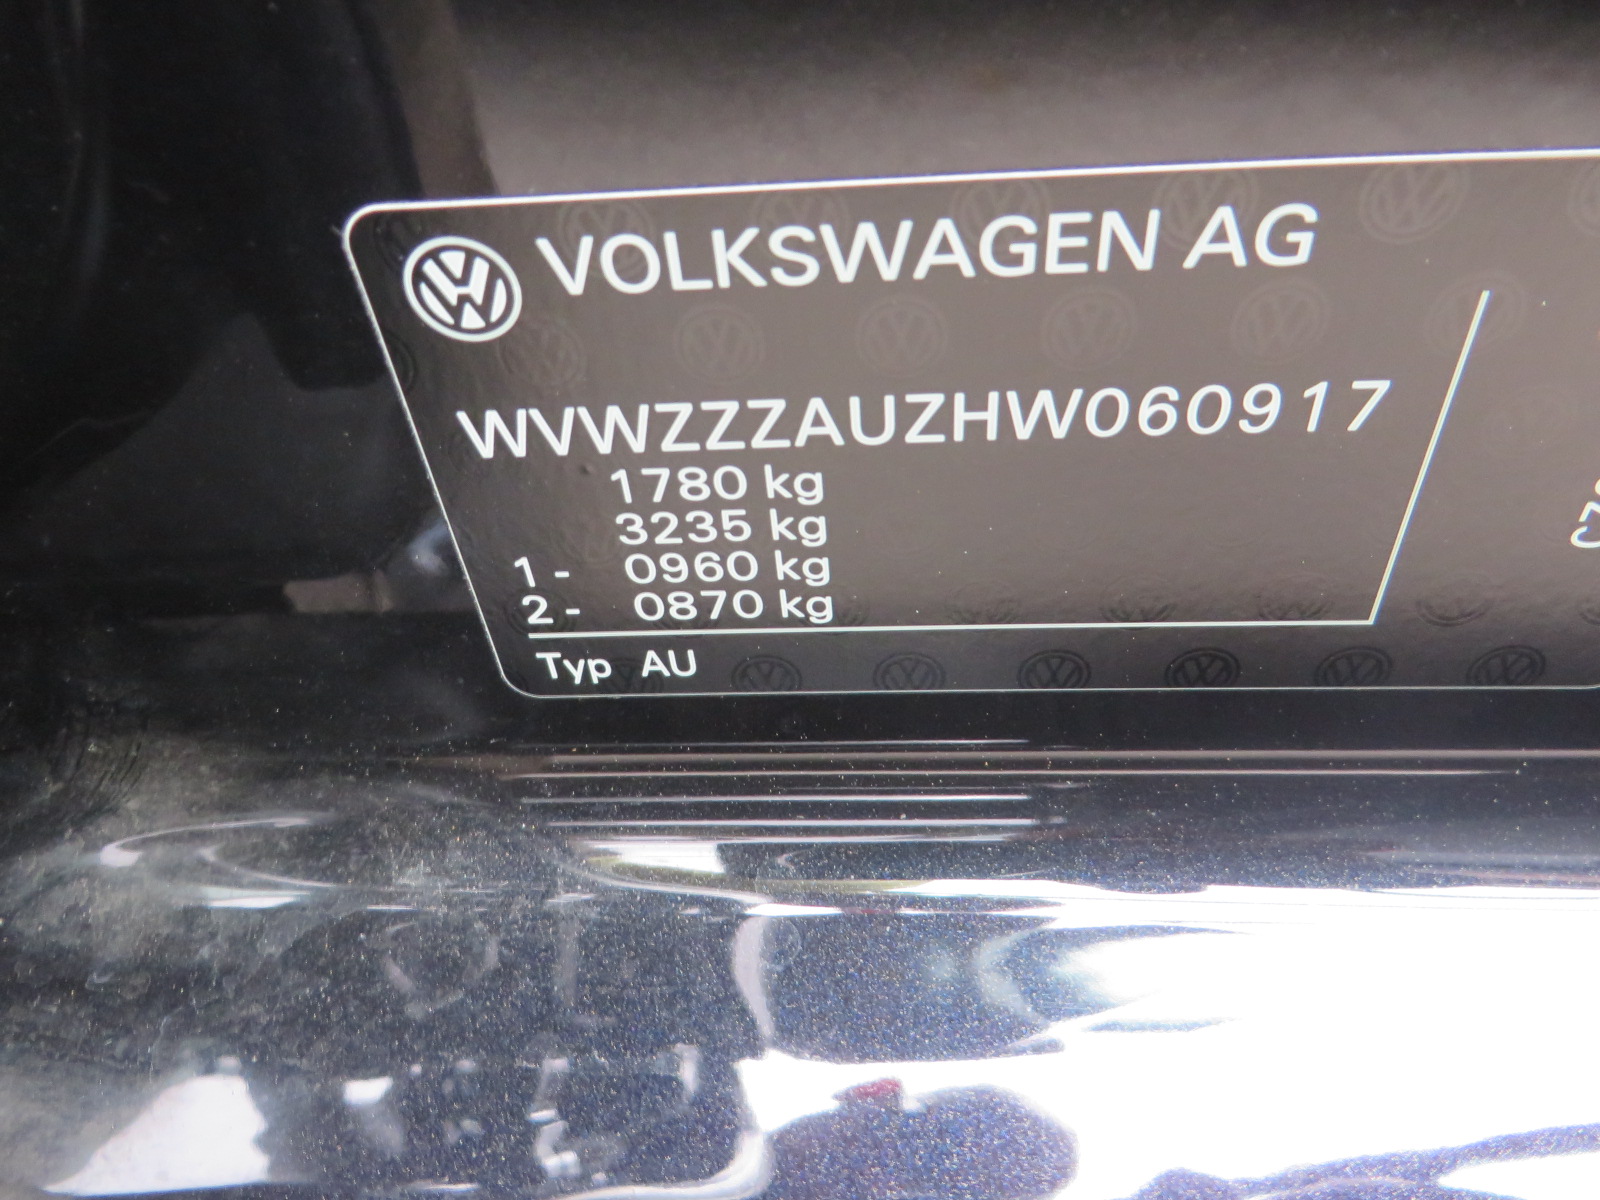 VOLKSWAGEN AG
WVWZZZAUZHW060917
1780 kg
3235 kg
1- 0960 kg
2- 0870 kg
Typ AU